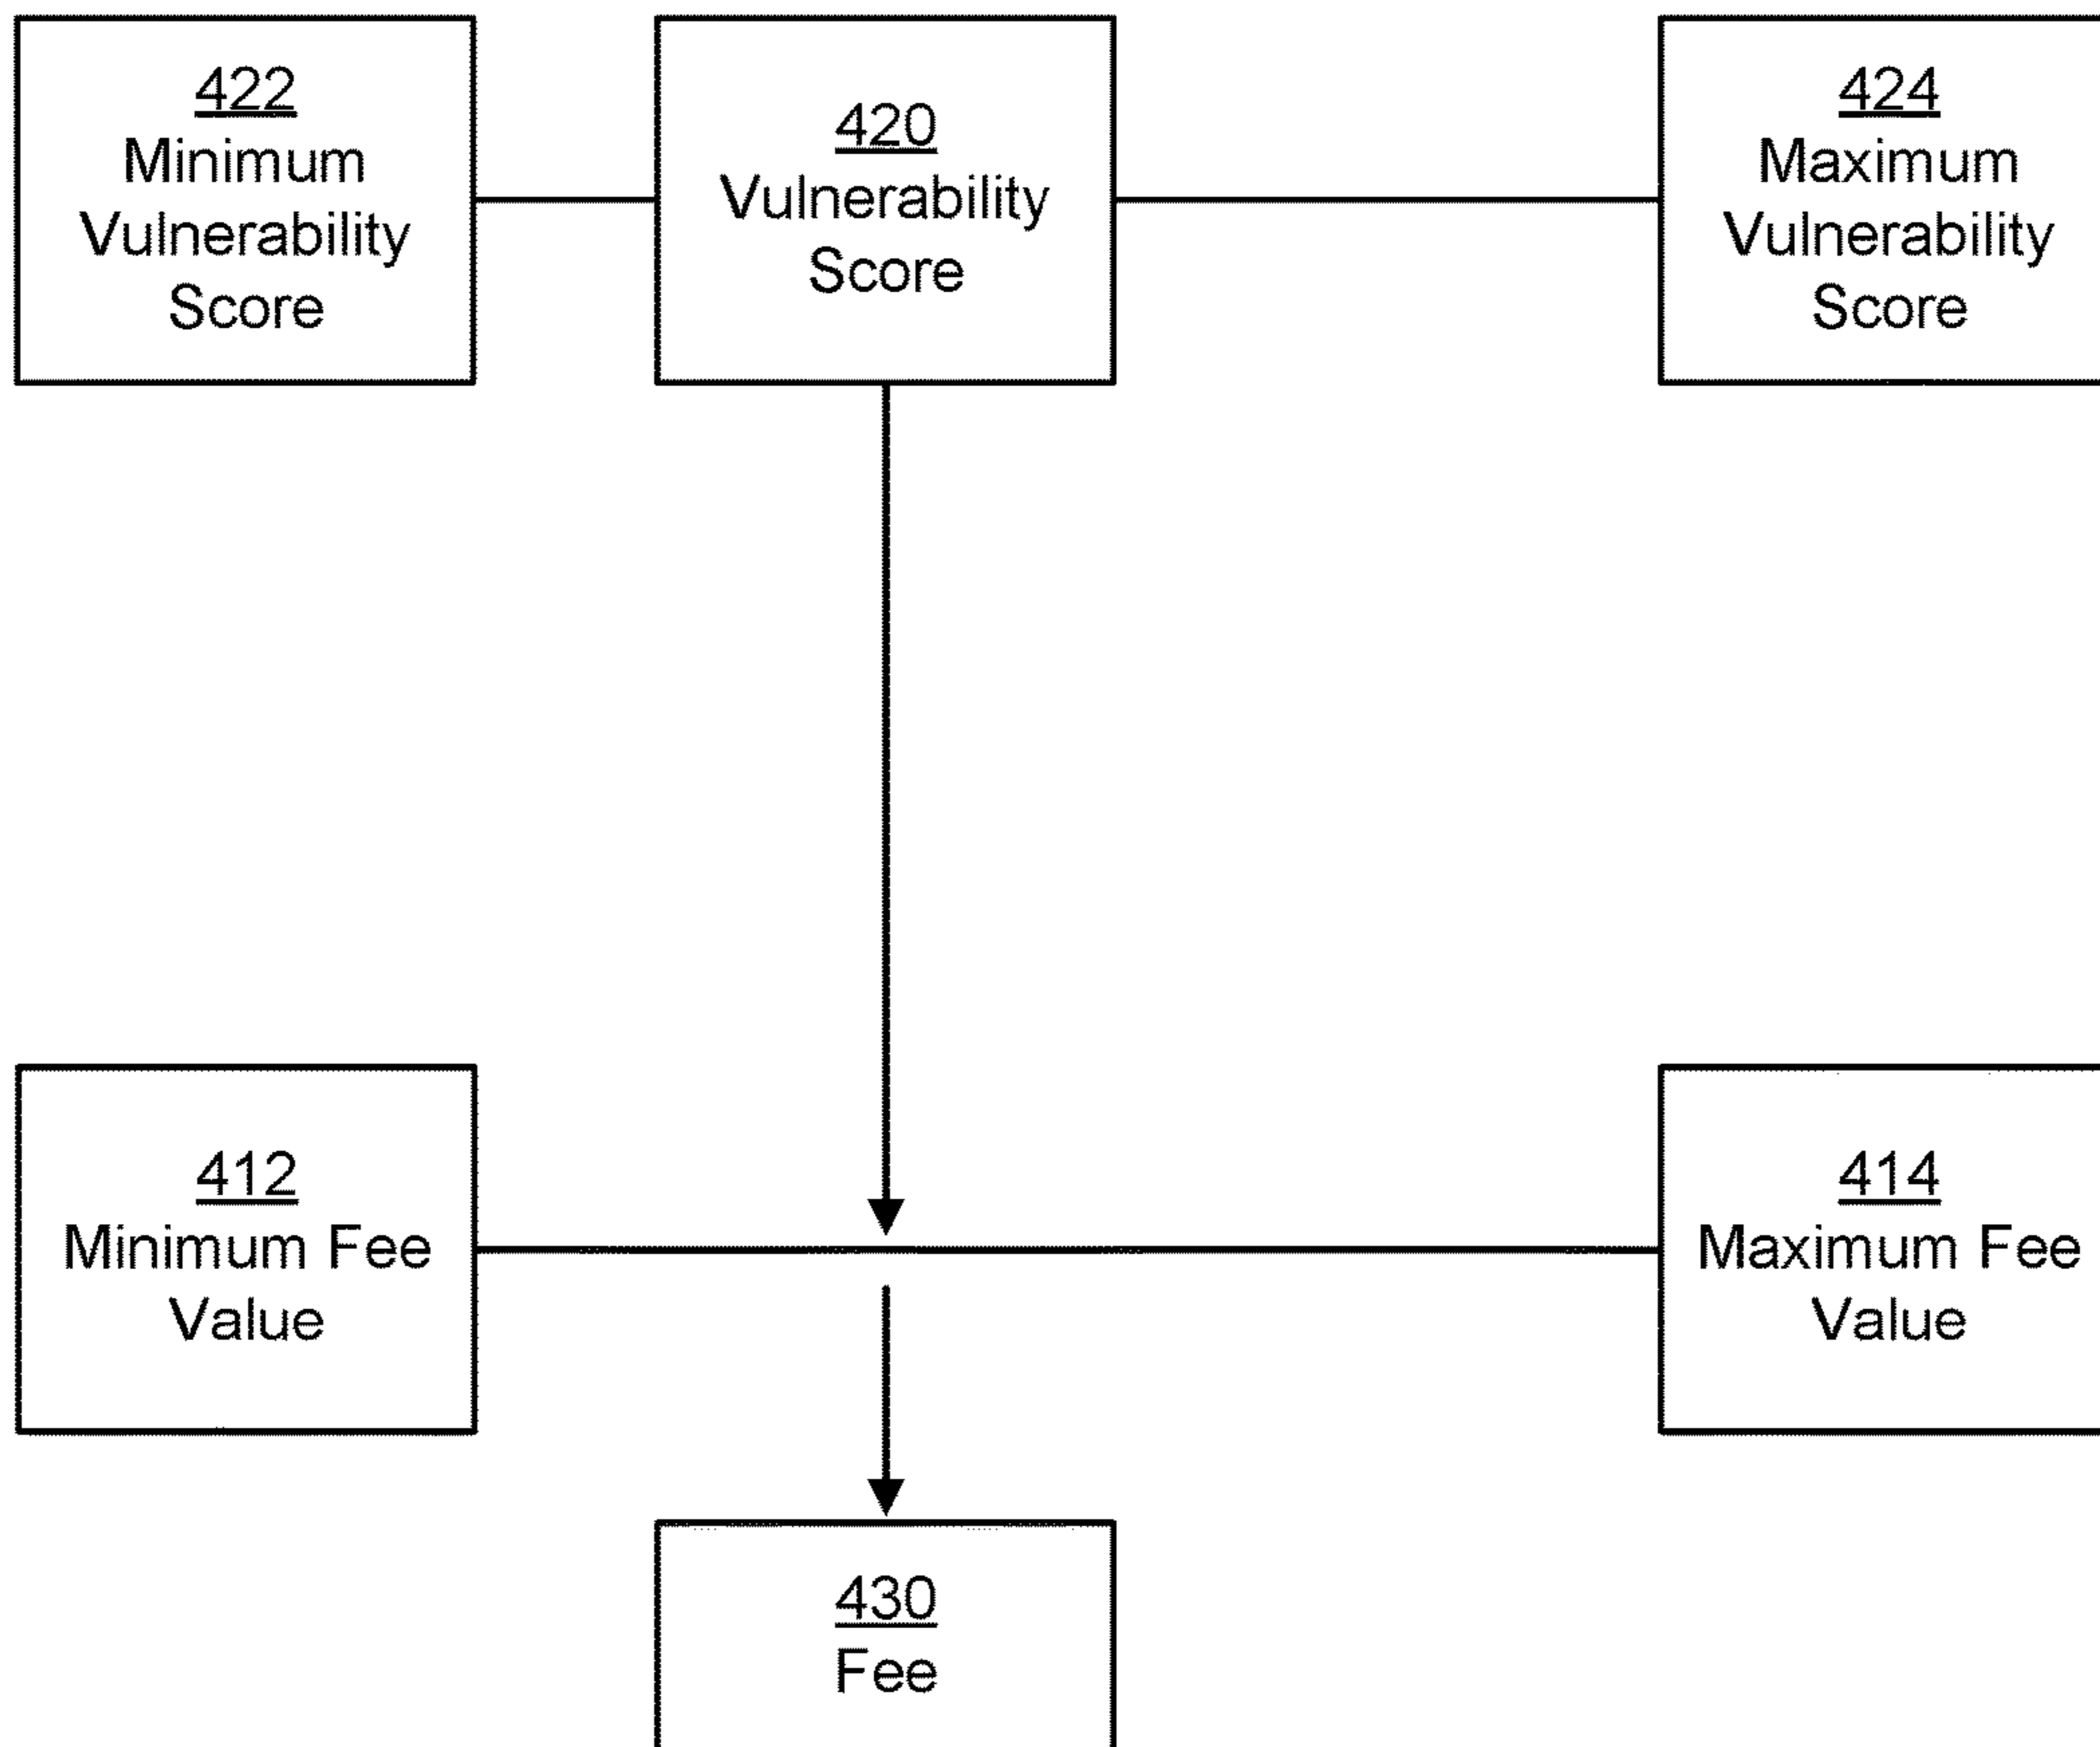 422
Minimum
Vulnerability
Score
420
Vulnerability
Score
424
Maximum
Vulnerability
Score
412
Minimum Fee
Value
414
Maximum Fee
Value
430
Fee